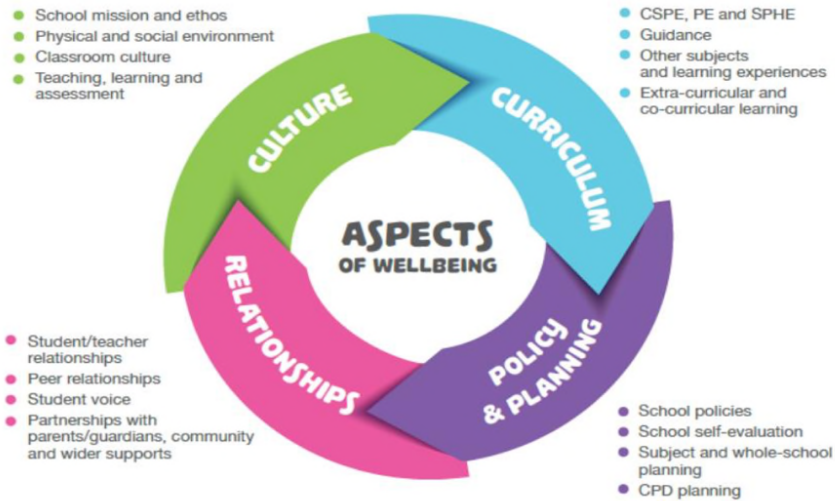 School mission and ethos
Physical and social environment
Classroom culture
Teaching, learning and
assessment
CULTURE
CSPE, PE and SPHE
Guidance
Other subjects
and learning experiences
Extra-curricular and
co-curricular learning
CURRICULUM
ASPECTS
OF WELLBEING
RELATIONSHIPS
Student/teacher
relationships
Peer relationships
Student voice
Partnerships with
parents/guardians, community
and wider supports
POLICY
& PLANNING
School policies
School self-evaluation
Subject and whole-school
planning
CPD planning